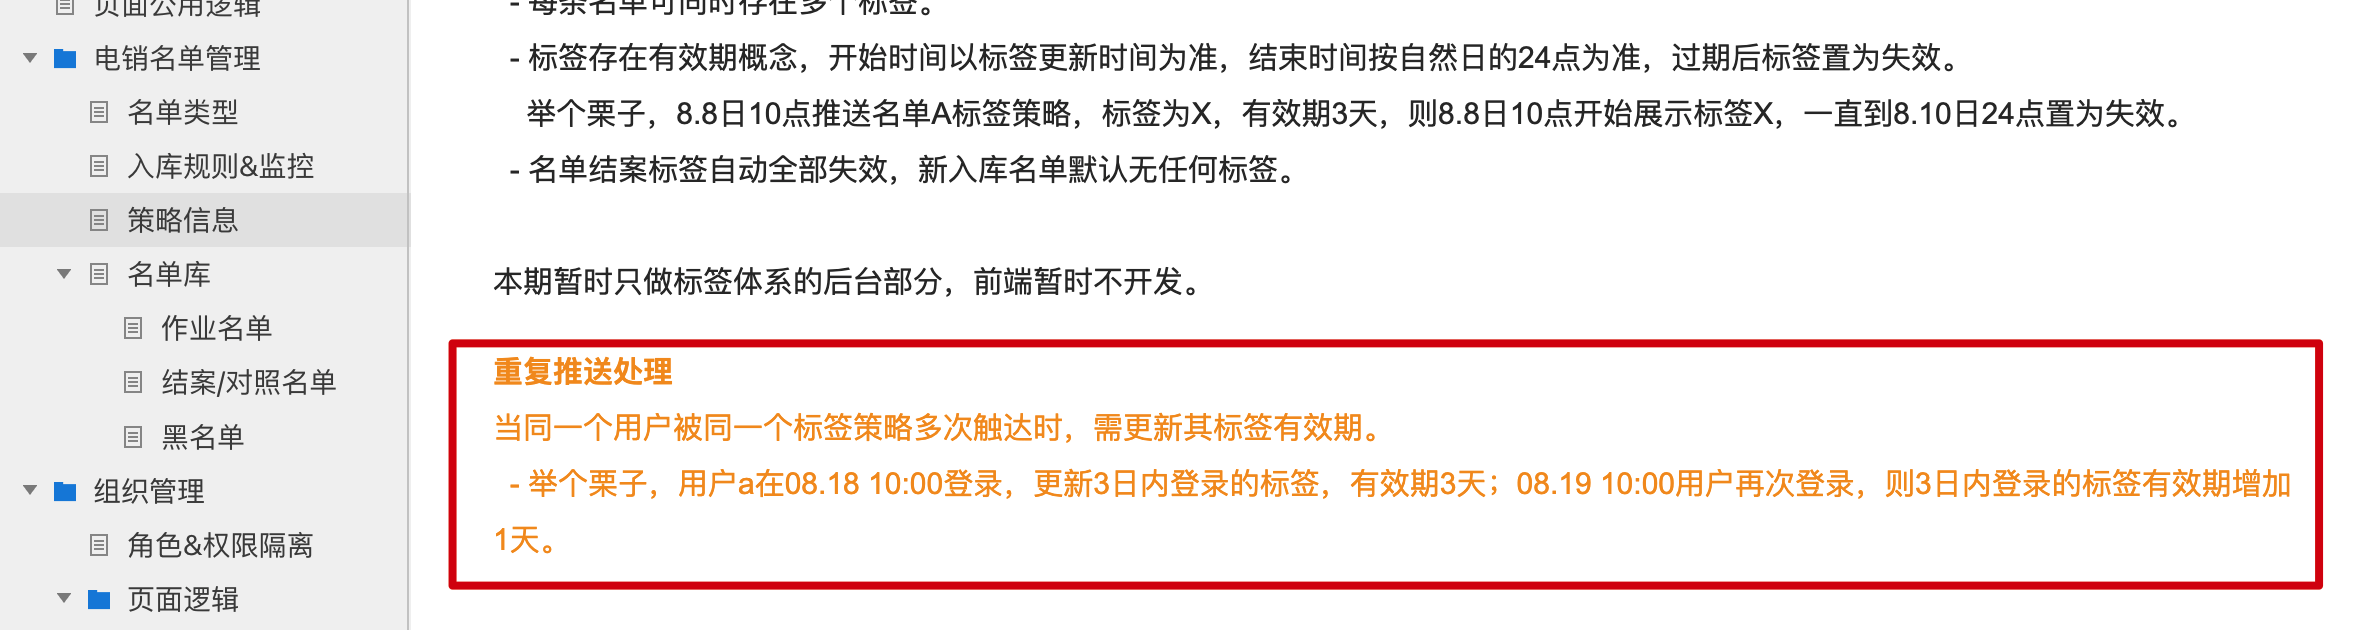 页面公用逻辑
电销名单管理
名单类型
入库规则&监控
策略信息
名单库
作业名单
结案/对照名单
黑名单
组织管理
角色&权限隔离
页面逻辑
- 每条名单可同时存在多个标签。
- 标签存在有效期概念，开始时间以标签更新时间为准，结束时间按自然日的24点为准，过期后标签置为失效。
举个栗子，8.8日10点推送名单A标签策略，标签为X，有效期3天，则8.8日10点开始展示标签X，一直到8.10日24点置为失效。
- 名单结案标签自动全部失效，新入库名单默认无任何标签。
本期暂时只做标签体系的后台部分，前端暂时不开发。
重复推送处理
当同一个用户被同一个标签策略多次触达时，需更新其标签有效期。
- 举个栗子，用户a在08.18 10:00登录，更新3日内登录的标签，有效期3天；08.19 10:00用户再次登录，则3日内登录的标签有效期增加
1天。